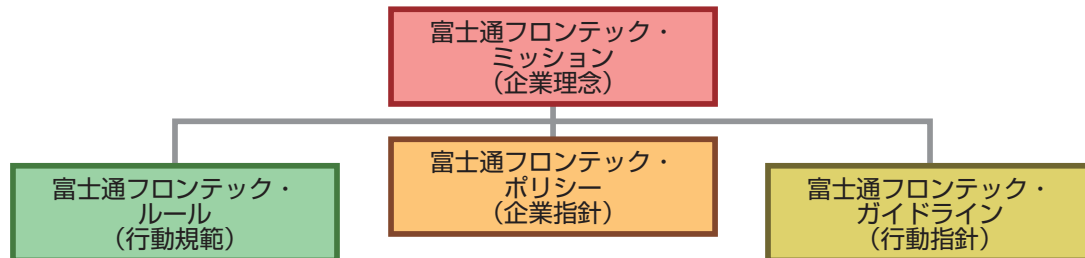 富士通フロンテック・
ミッション
(企業理念)
富士通フロンテック・
ルール
(行動規範)
富士通フロンテック・
ポリシー
(企業指針)
富士通フロンテック・
ガイドライン
(行動指針)